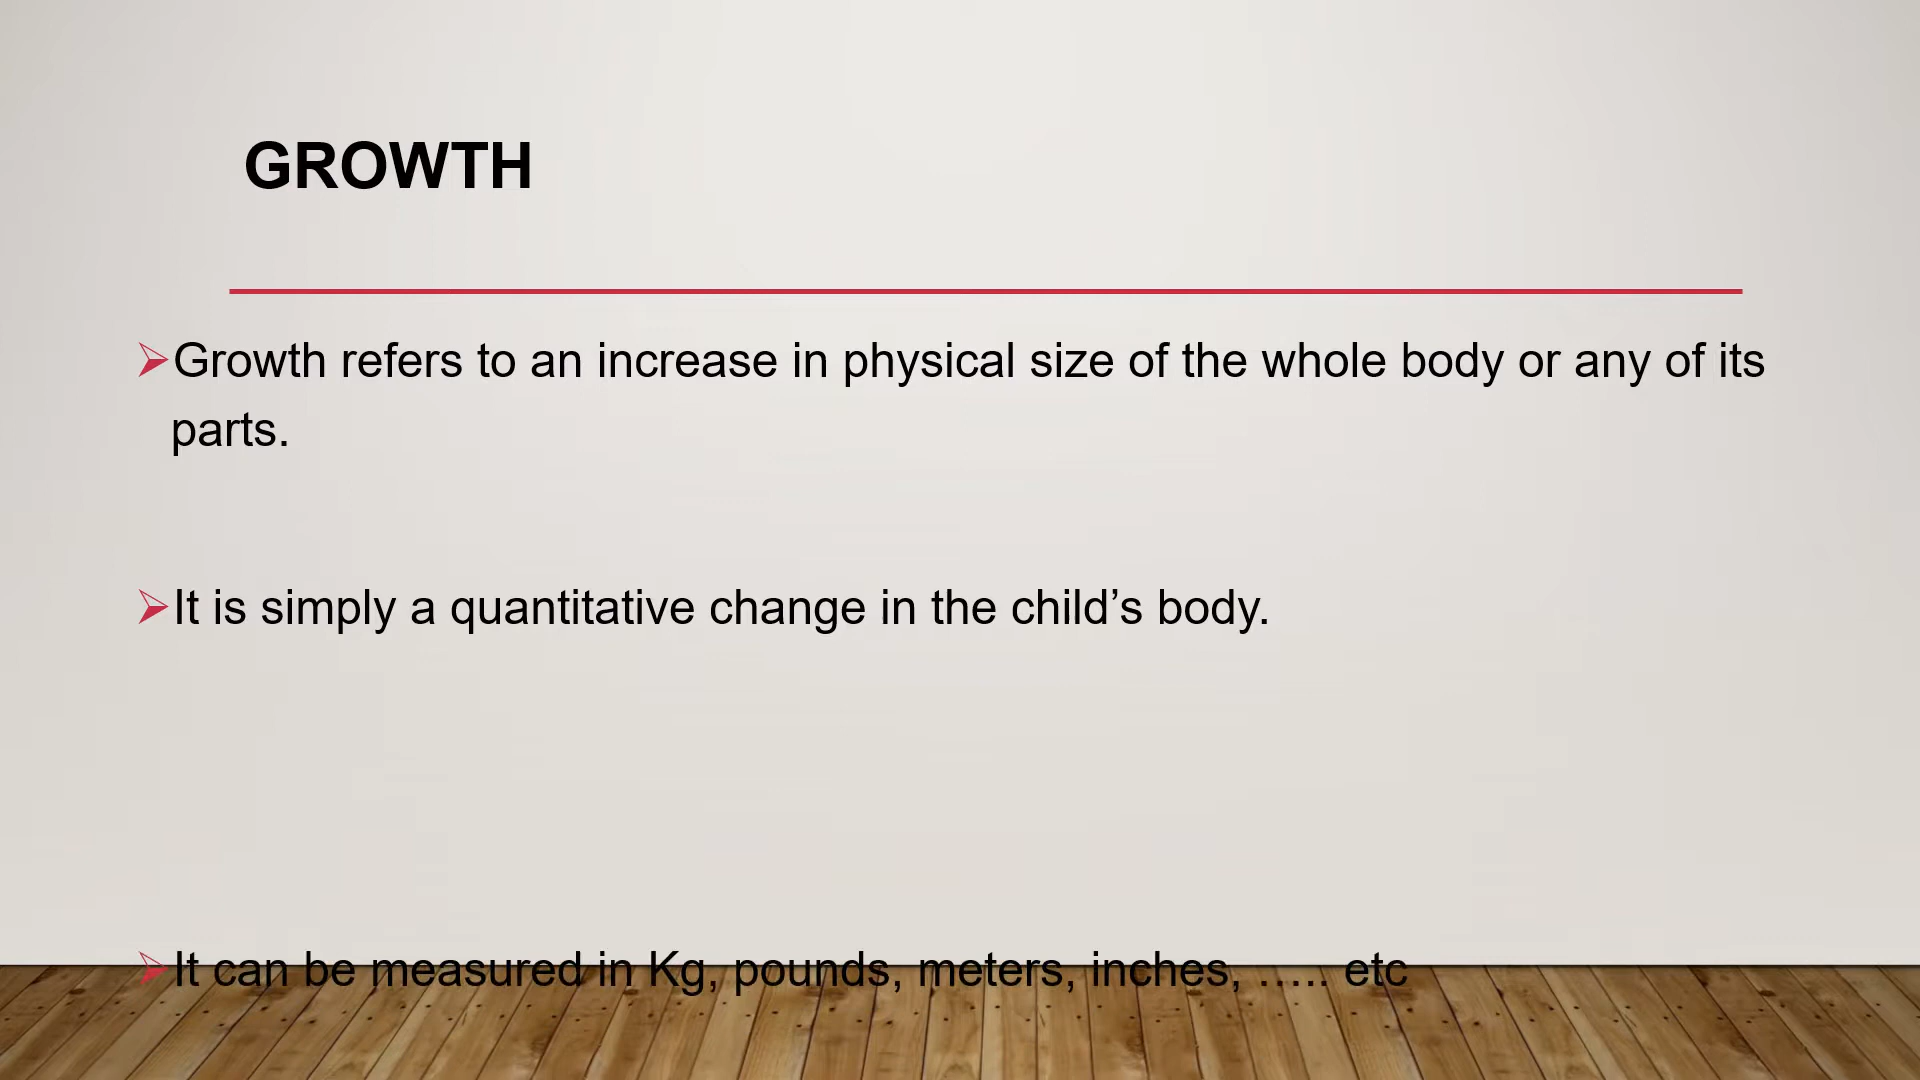 GROWTH
Growth refers to an increase in physical size of the whole body or any of its
parts.
It is simply a quantitative change in the child’s body.
It can be measured in Kg, pounds, meters, inches, ….. etc